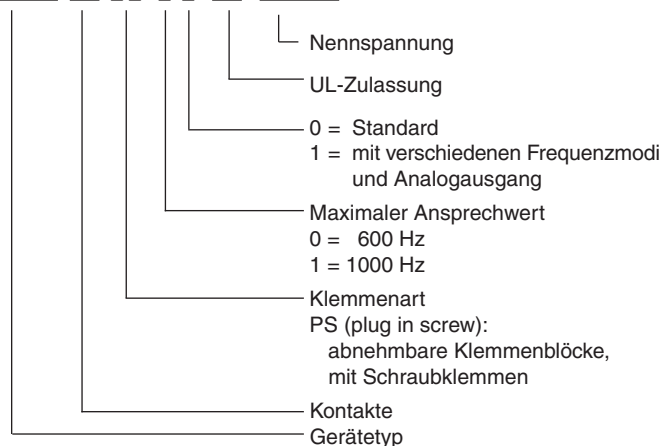 Nennspannung
UL-Zulassung
0 = Standard
1 = mit verschiedenen Frequenzmodi
und Analogausgang
Maximaler Ansprechwert
0 = 600 Hz
1 = 1000 Hz
Klemmenart
PS (plug in screw):
abnehmbare Klemmenblöcke,
mit Schraubklemmen
Kontakte
Gerätetyp